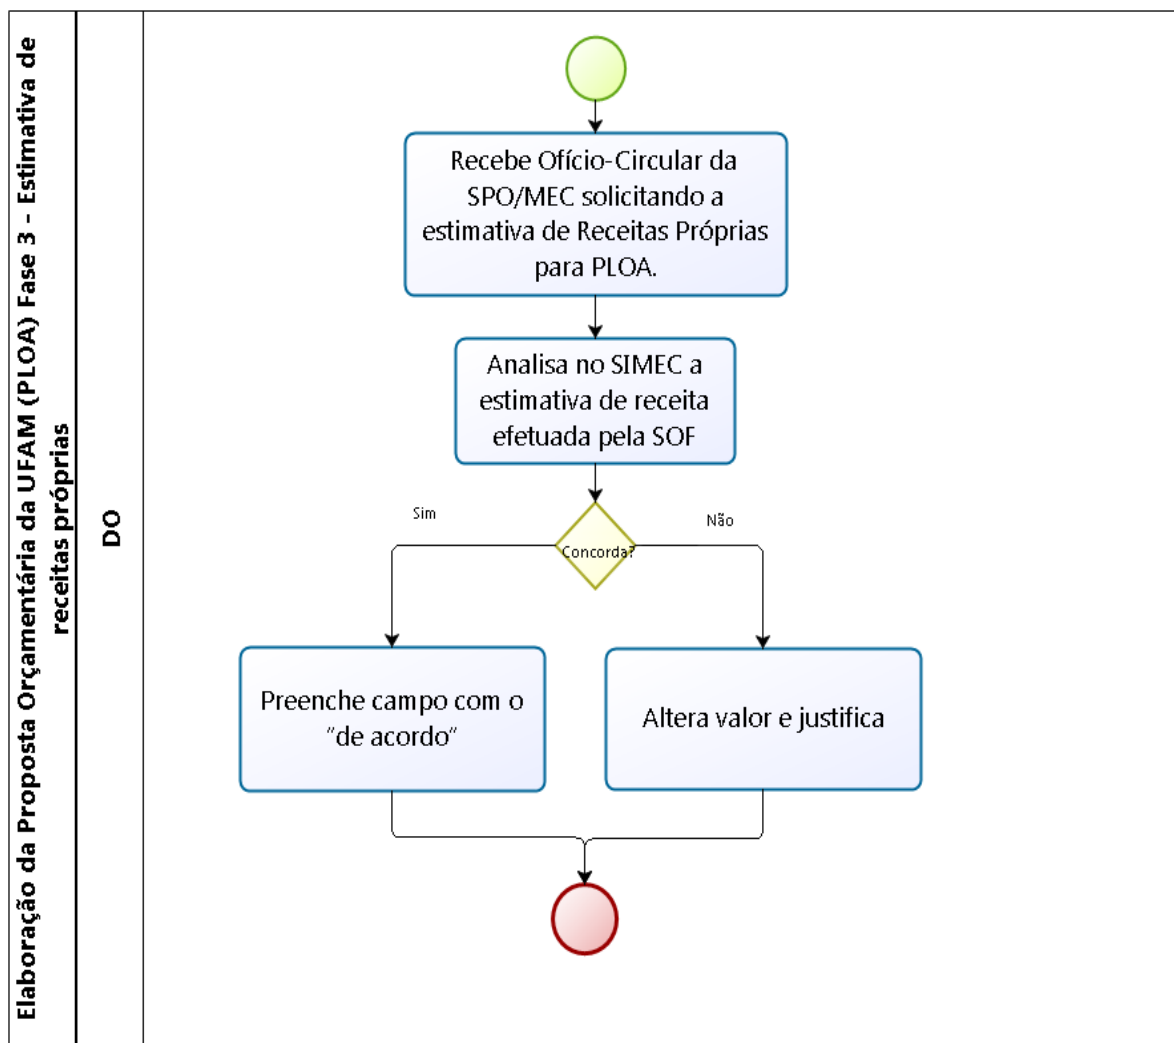 Elaboração da Proposta Orçamentária da UFAM (PLOA) Fase 3 - Estimativa de
receitas próprias
DO
Recebe Ofício-Circular da
SPO/MEC solicitando a
estimativa de Receitas Próprias
para PLOA.
Analisa no SIMEC a
estimativa de receita
efetuada pela SOF
Sim
Não
Concorda?
Preenche campo com o
“de acordo”
Altera valor e justifica